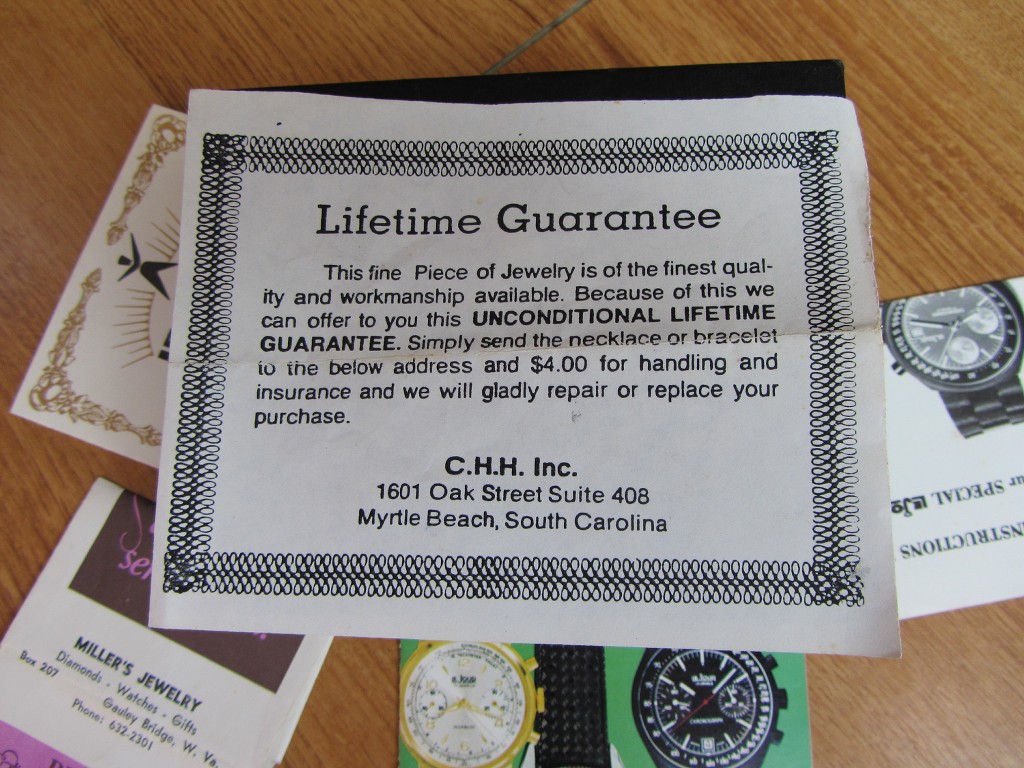 Lifetime Guarantee
This fine Piece of Jewelry is of the finest qual-
ity and workmanship available. Because of this we
can offer to you this UNCONDITIONAL LIFETIME
GUARANTEE. Simply send the necklace or bracelet
to the below address and $4.00 for handling and
insurance and we will gladly repair or replace your
purchase.
C.H.H. Inc.
1601 Oak Street Suite 408
Myrtle Beach, South Carolina
MILLER'S JEWELRY
Diamonds - Watches - Gifts
Box 207 Gauley Bridge, W. Va.
Phone: 632-2301
SPECIAL
INSTRUCTIONS
LE JOUR
LE JOUR